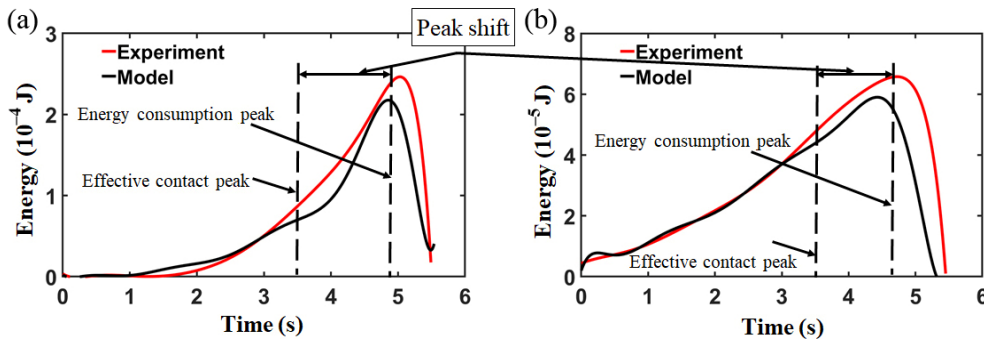 (a)
Peak shift
(b)
3
2
1
0
Energy (10⁻⁴ J)
Experiment
Model
Energy consumption peak
Effective contact peak
0 1 2 3 4 5 6
Time (s)
8
6
4
2
0
Energy (10⁻⁵ J)
Experiment
Model
Energy consumption peak
Effective contact peak
0 1 2 3 4 5 6
Time (s)